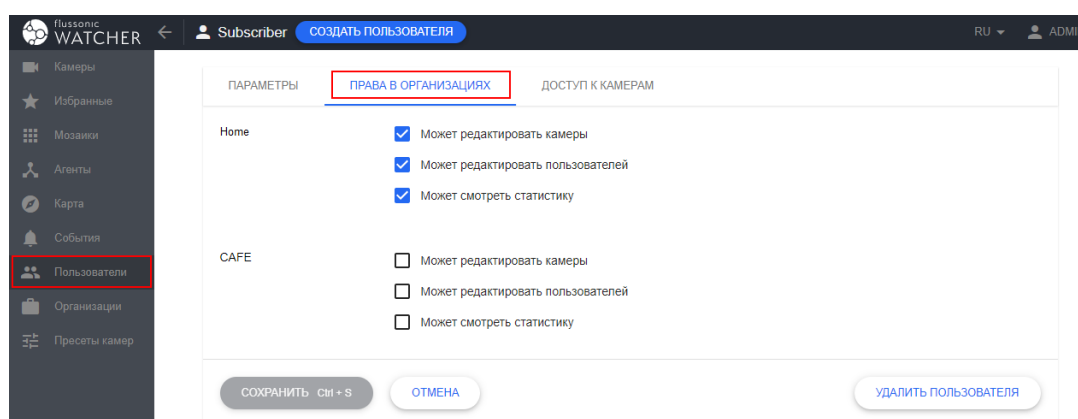 flussonic
WATCHER
Subscriber СОЗДАТЬ ПОЛЬЗОВАТЕЛЯ RU ADMI
Камеры
Избранные
Мозаики
Агенты
Карта
События
Пользователи
Организации
Пресеты камер
ПАРАМЕТРЫ ПРАВА В ОРГАНИЗАЦИЯХ ДОСТУП К КАМЕРАМ
Home
Может редактировать камеры
Может редактировать пользователей
Может смотреть статистику
CAFE
Может редактировать камеры
Может редактировать пользователей
Может смотреть статистику
СОХРАНИТЬ Ctrl + S ОТМЕНА УДАЛИТЬ ПОЛЬЗОВАТЕЛЯ